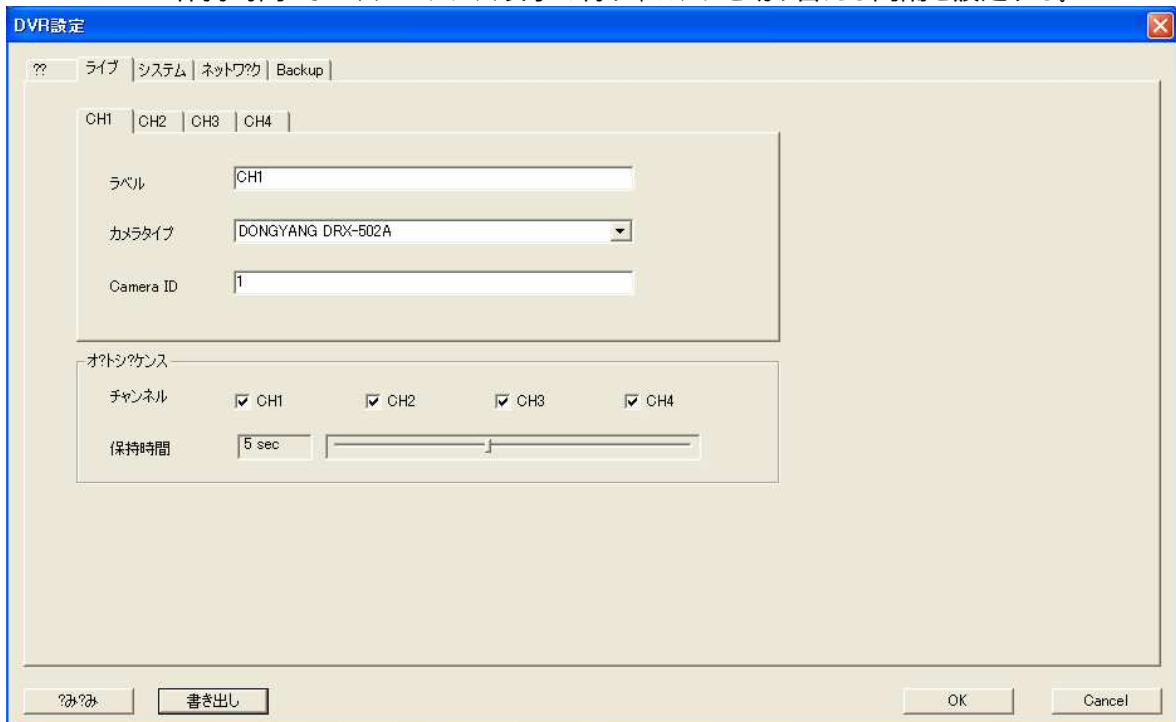 DVR設定
?? ライブ システム ネットワ?ク Backup
CH1 CH2 CH3 CH4
ラベル CH1
カメラタイプ DONGYANG DRX-502A
Camera ID 1
オ?トシ?ケンス
チャンネル CH1 CH2 CH3 CH4
保持時間 5 sec
?み?み 書き出し OK Cancel